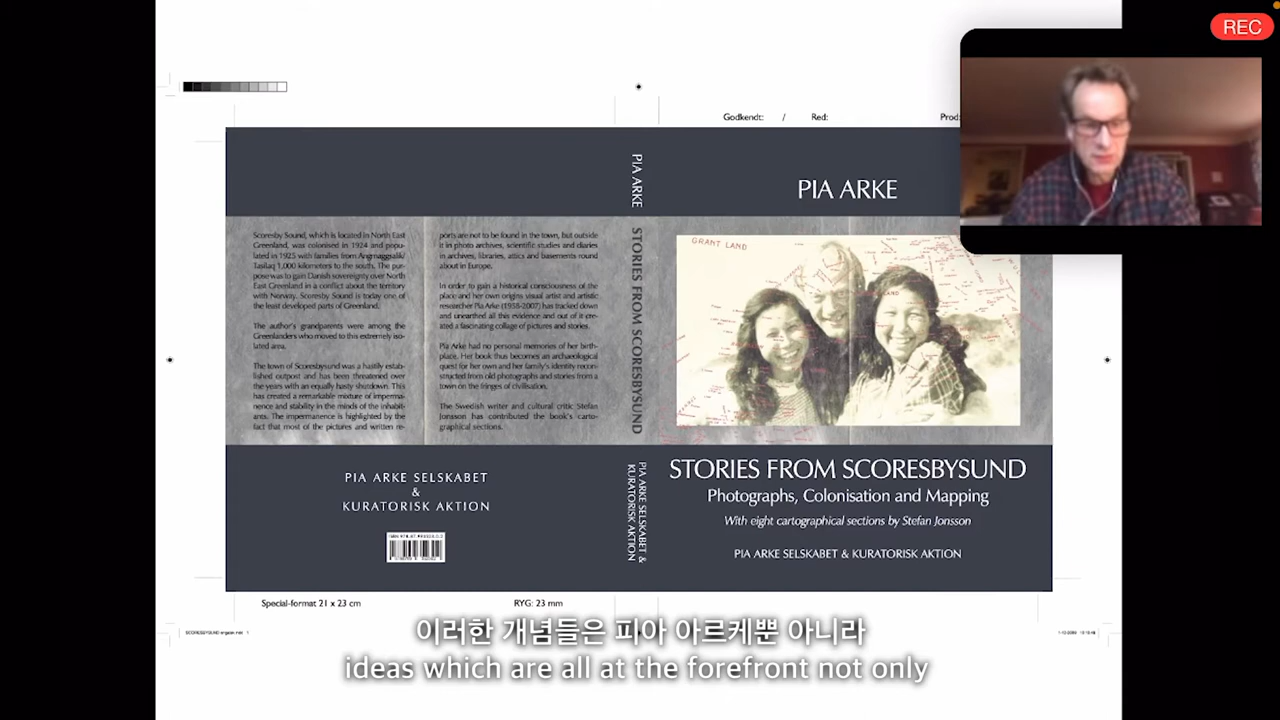 REC
Godkendt: / Red: Prod:
PIA ARKE
Scoresby Sound, which is located in North East
Greenland, was colonised in 1924 and popu-
lated in 1925 with families from Angmagssalik/
Tasiilaq 1,000 kilometers to the south. The pur-
pose was to gain Danish sovereignty over North
East Greenland in a conflict about the territory
with Norway. Scoresby Sound is today one of
the least developed parts of Greenland.
The author's grandparents were among the
Greenlanders who moved to this extremely iso-
lated area.
The town of Scoresbysund was a hastily estab-
lished outpost and has been threatened over
the years with an equally hasty shutdown. This
has created a remarkable mixture of imperma-
nence and stability in the minds of the inhabit-
ants. The impermanence is highlighted by the
fact that most of the pictures and written re-
ports are not to be found in the town, but outside
it in photo archives, scientific studies and diaries
in archives, libraries, attics and basements round
about in Europe.
In order to gain a historical consciousness of the
place and her own origins visual artist and artistic
researcher Pia Arke (1958-2007) has tracked down
and unearthed all this evidence and out of it cre-
ated a fascinating collage of pictures and stories.
Pia Arke had no personal memories of her birth-
place. Her book thus becomes an archaeological
quest for her own and her family's identity recon-
structed from old photographs and stories from a
town on the fringes of civilisation.
The Swedish writer and cultural critic Stefan
Jonsson has contributed the book's carto-
graphical sections.
PIA ARKE SELSKABET
&
KURATORISK AKTION
PIA ARKE
STORIES FROM SCORESBYSUND
PIA ARKE SELSKABET &
KURATORISK AKTION
GRANT LAND
STORIES FROM SCORESBYSUND
Photographs, Colonisation and Mapping
With eight cartographical sections by Stefan Jonsson
PIA ARKE SELSKABET & KURATORISK AKTION
Special-format 21 x 23 cm
RYG: 23 mm
이러한 개념들은 피아 아르케뿐 아니라
ideas which are all at the forefront not only